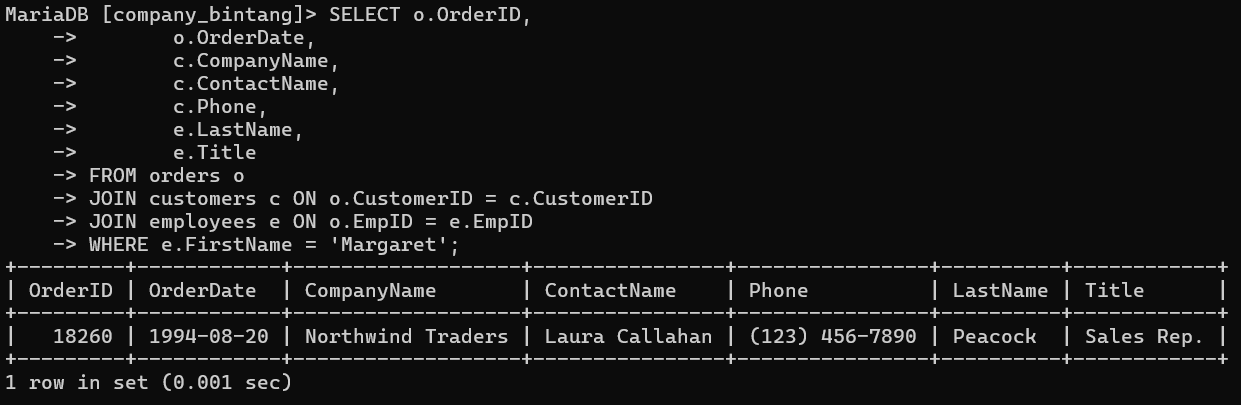 MariaDB [company_bintang]> SELECT o.OrderID,
    ->        o.OrderDate,
    ->        c.CompanyName,
    ->        c.ContactName,
    ->        c.Phone,
    ->        e.LastName,
    ->        e.Title
    -> FROM orders o
    -> JOIN customers c ON o.CustomerID = c.CustomerID
    -> JOIN employees e ON o.EmpID = e.EmpID
    -> WHERE e.FirstName = 'Margaret';
+---------+------------+-------------------+----------------+----------------+----------+------------+
| OrderID | OrderDate  | CompanyName       | ContactName    | Phone          | LastName | Title      |
+---------+------------+-------------------+----------------+----------------+----------+------------+
|   18260 | 1994-08-20 | Northwind Traders | Laura Callahan | (123) 456-7890 | Peacock  | Sales Rep. |
+---------+------------+-------------------+----------------+----------------+----------+------------+
1 row in set (0.001 sec)